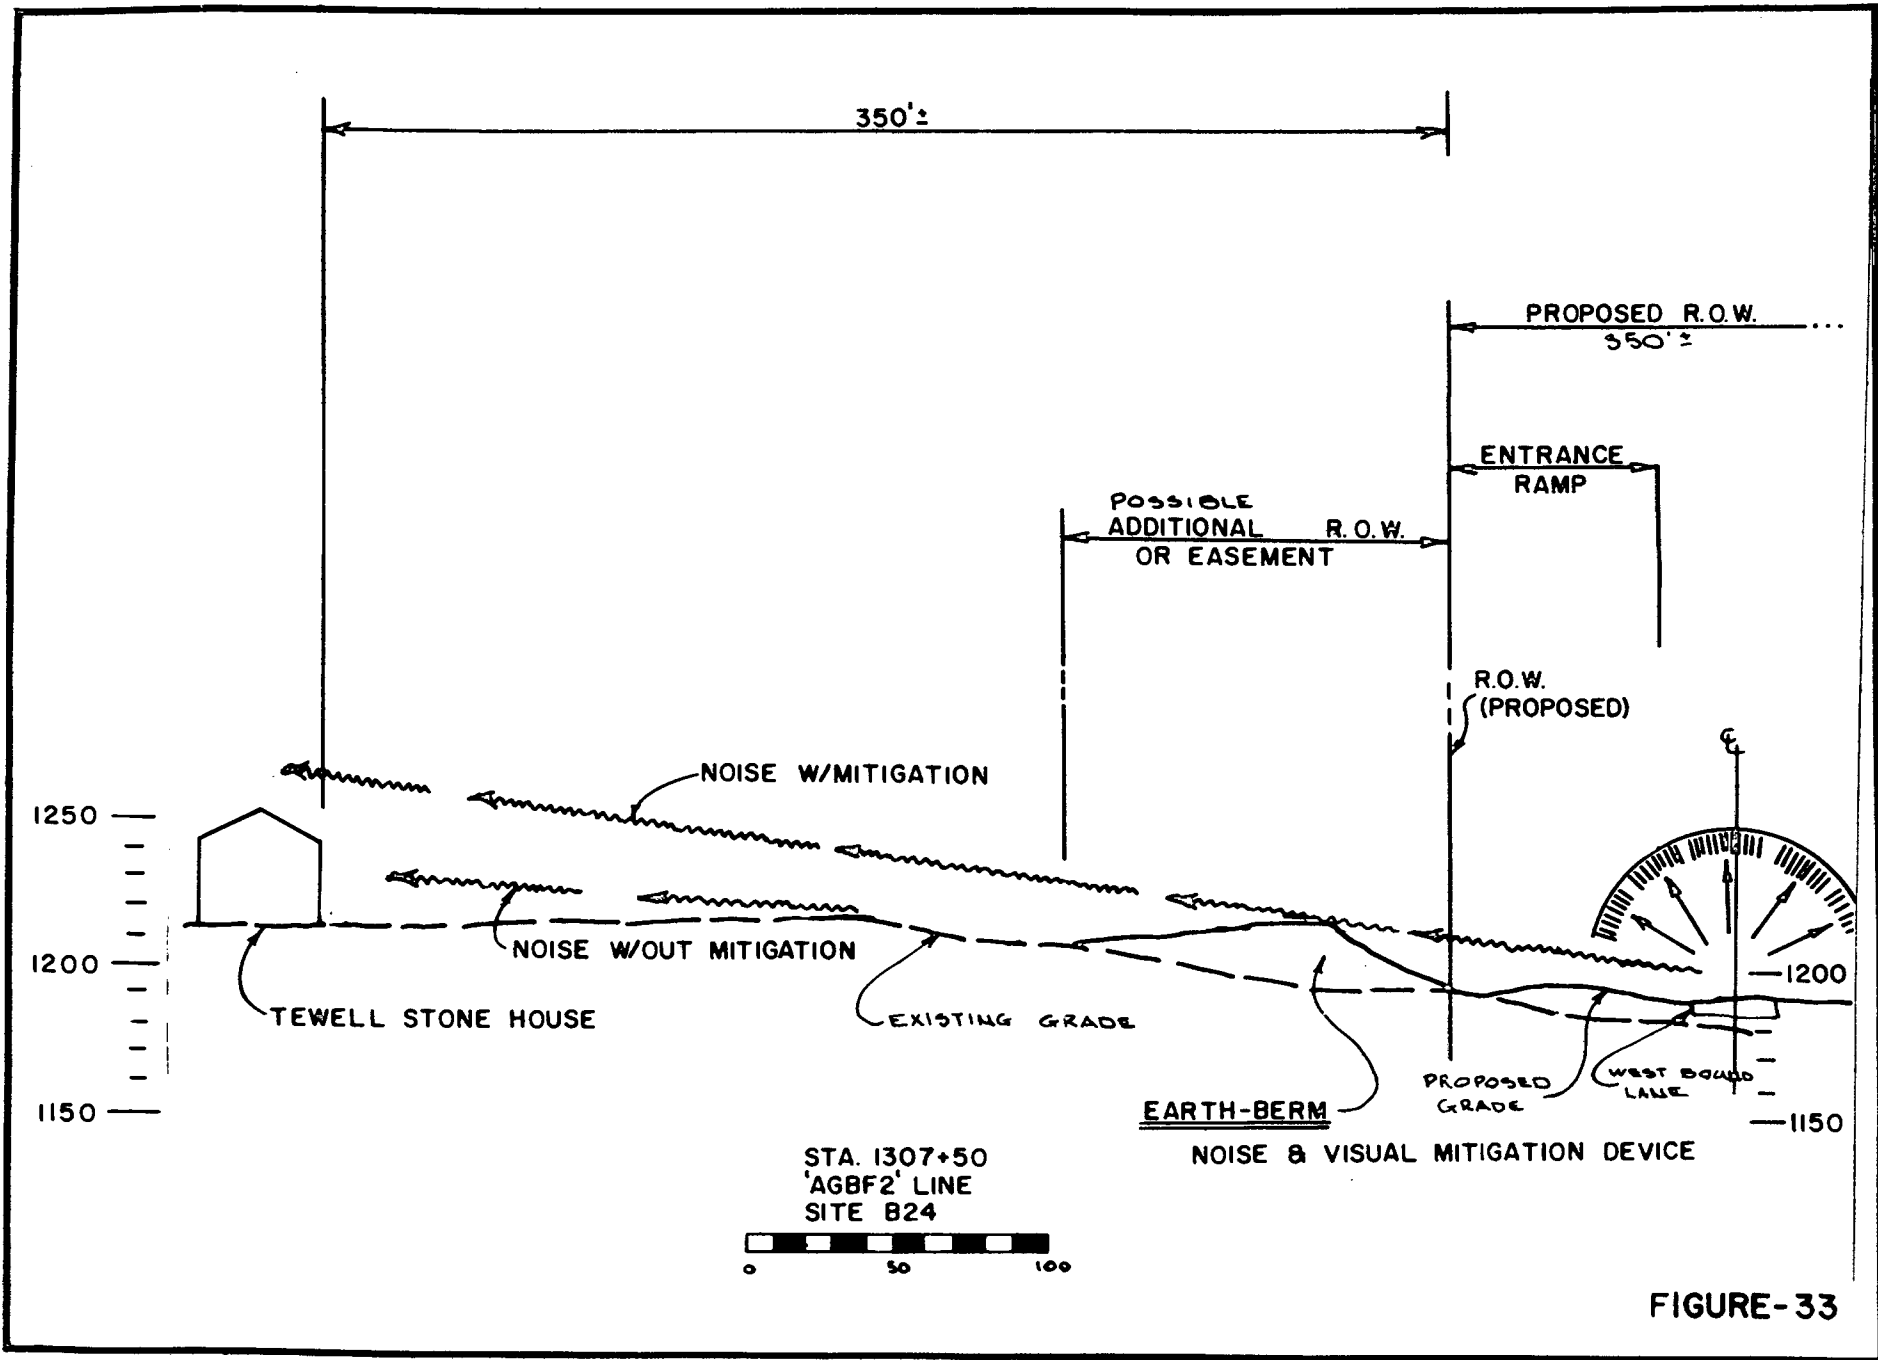 350'±
PROPOSED R.O.W.
350'±
ENTRANCE
RAMP
POSSIBLE
ADDITIONAL R.O.W.
OR EASEMENT
R.O.W.
(PROPOSED)
℄
NOISE W/MITIGATION
1250
NOISE W/OUT MITIGATION
1200
1200
TEWELL STONE HOUSE
EXISTING GRADE
PROPOSED
GRADE
WEST BOUND
LANE
1150
EARTH-BERM
1150
NOISE & VISUAL MITIGATION DEVICE
STA. 1307+50
'AGBF2' LINE
SITE B24
0 50 100
FIGURE-33